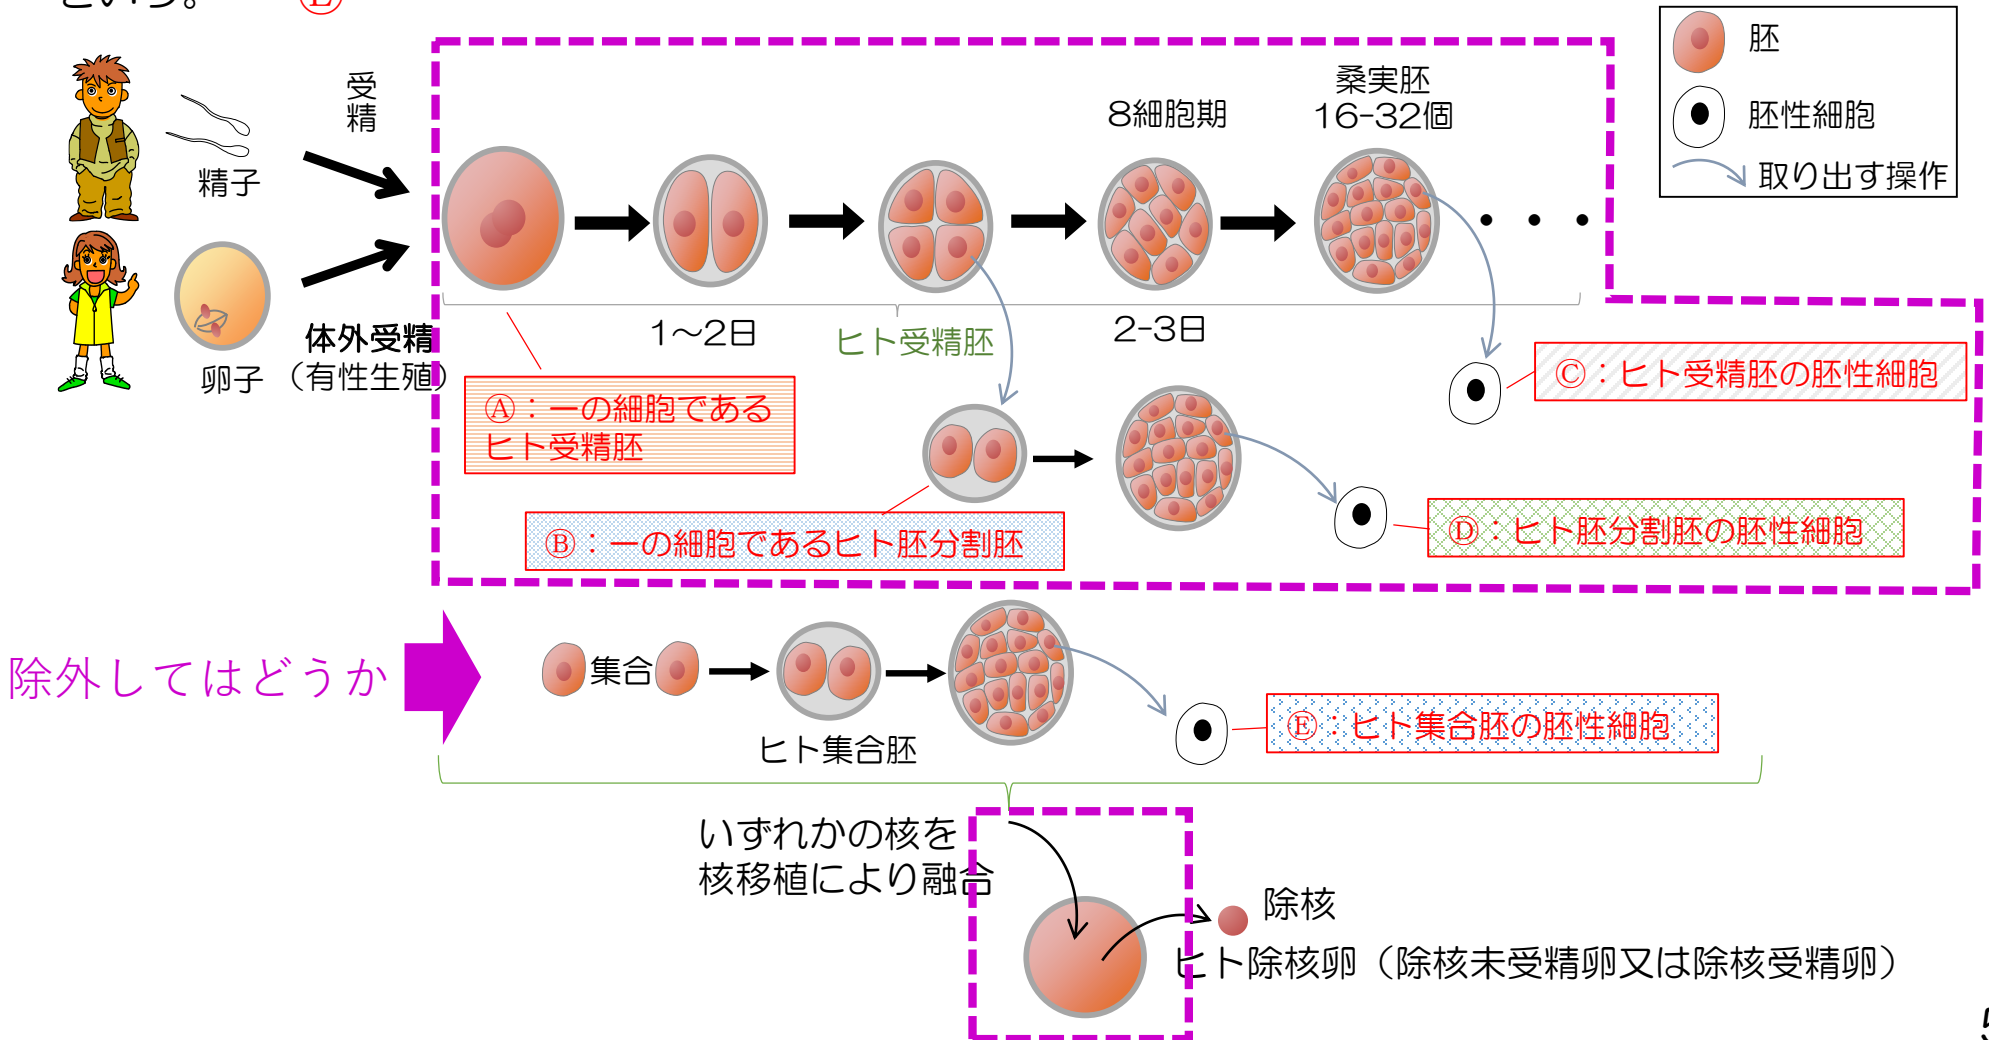 という。
Ⓔ
胚
胚性細胞
取り出す操作
受精
精子
卵子
体外受精
（有性生殖）
8細胞期
桑実胚
16-32個
・・・
1～2日
ヒト受精胚
2-3日
Ⓐ：一の細胞である
ヒト受精胚
Ⓒ：ヒト受精胚の胚性細胞
Ⓑ：一の細胞であるヒト胚分割胚
Ⓓ：ヒト胚分割胚の胚性細胞
除外してはどうか
集合
ヒト集合胚
Ⓔ：ヒト集合胚の胚性細胞
いずれかの核を
核移植により融合
除核
ヒト除核卵（除核未受精卵又は除核受精卵）